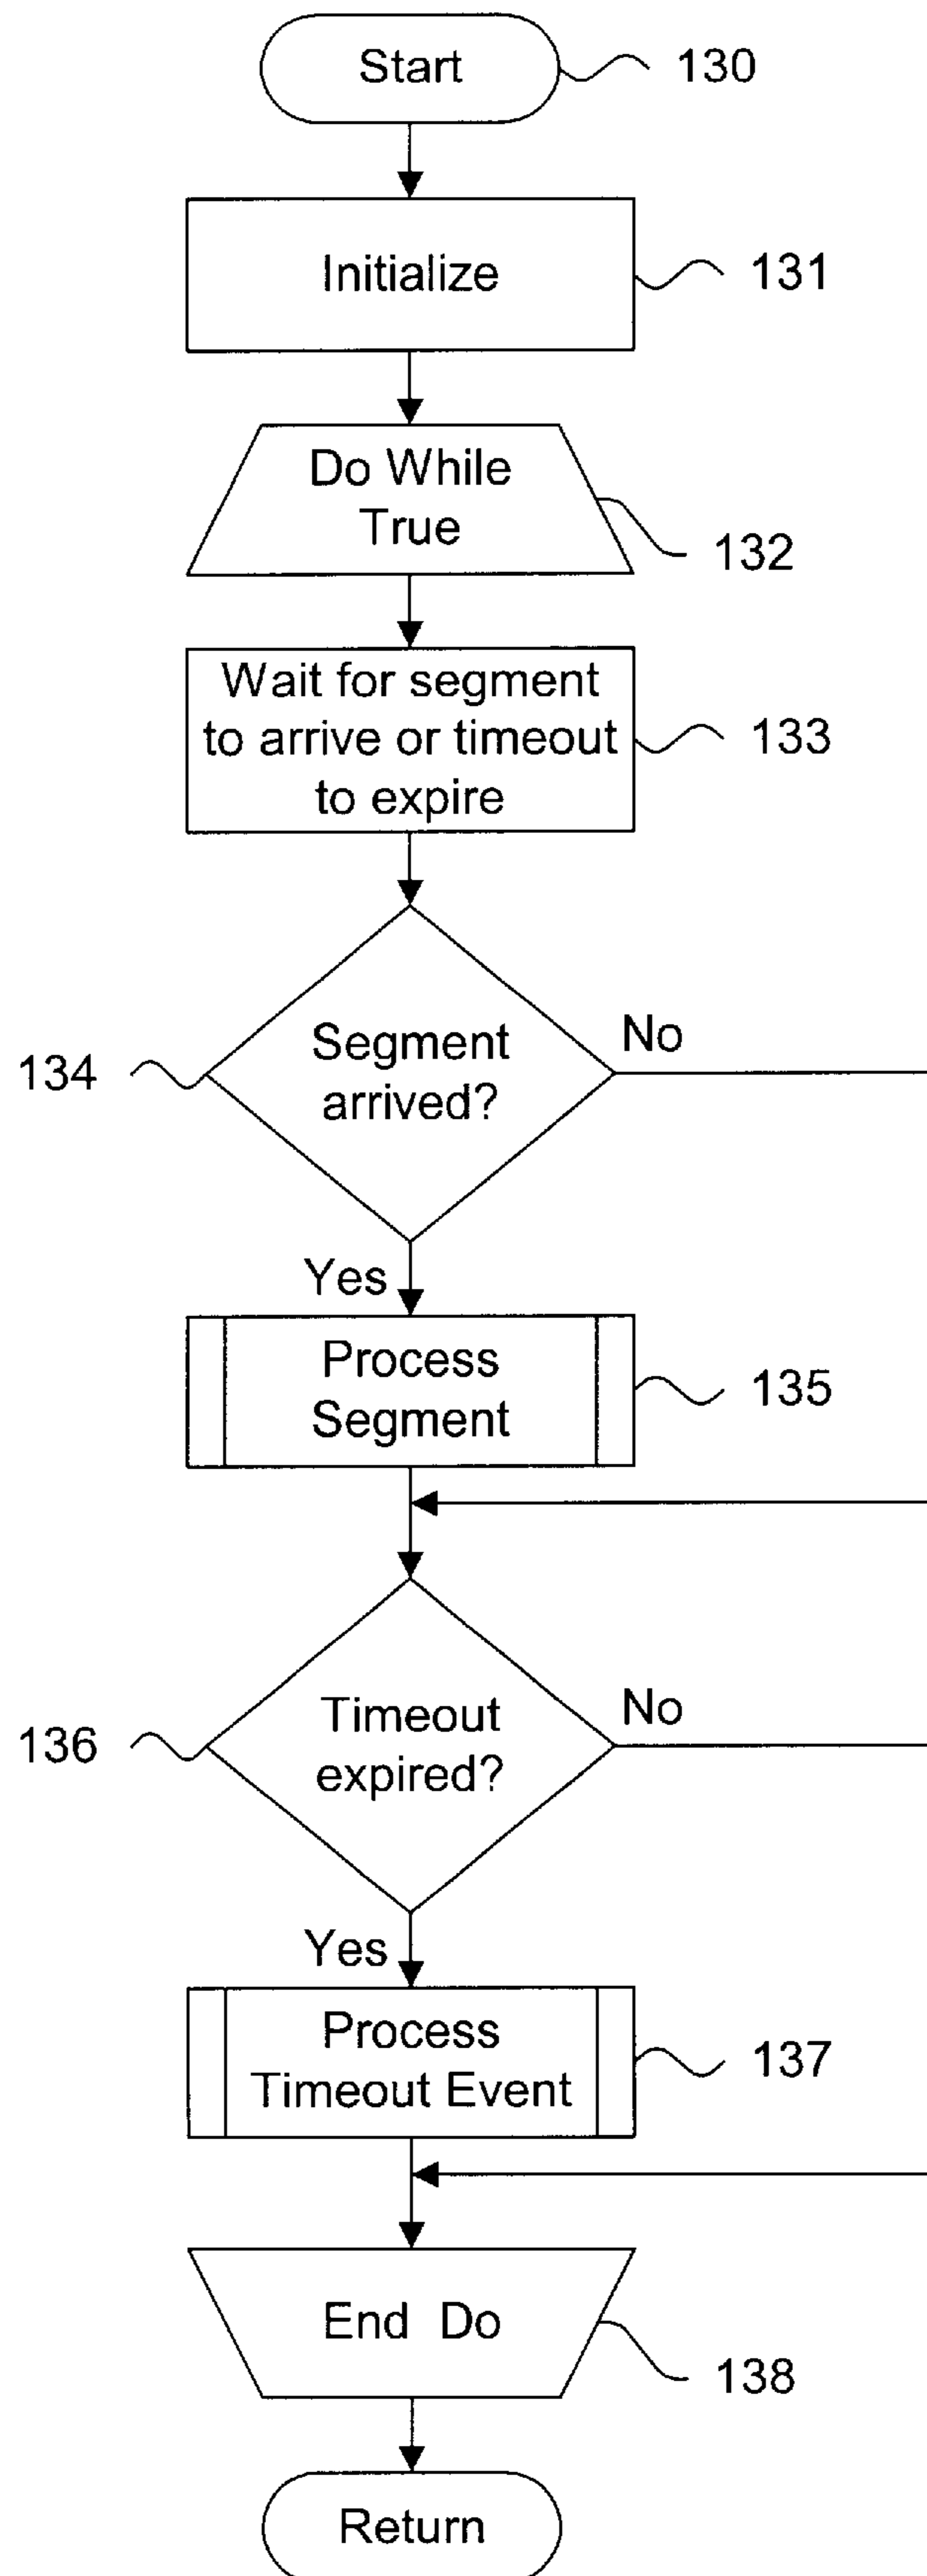 Start
130
Initialize
131
Do While
True
132
Wait for segment
to arrive or timeout
to expire
133
Segment
arrived?
134
No
Yes
Process
Segment
135
Timeout
expired?
136
No
Yes
Process
Timeout Event
137
End Do
138
Return